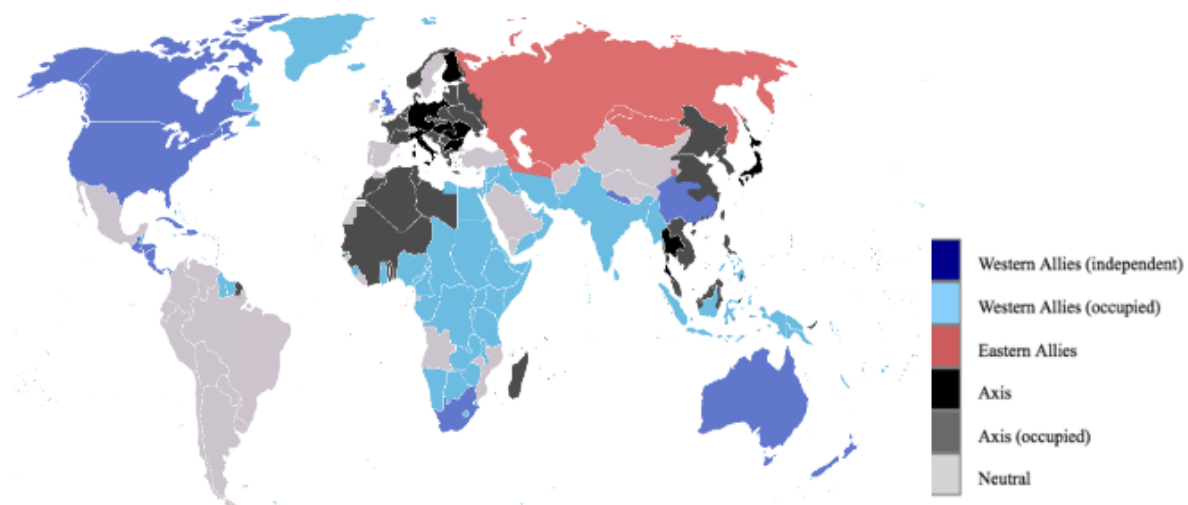 Western Allies (independent)
Western Allies (occupied)
Eastern Allies
Axis
Axis (occupied)
Neutral